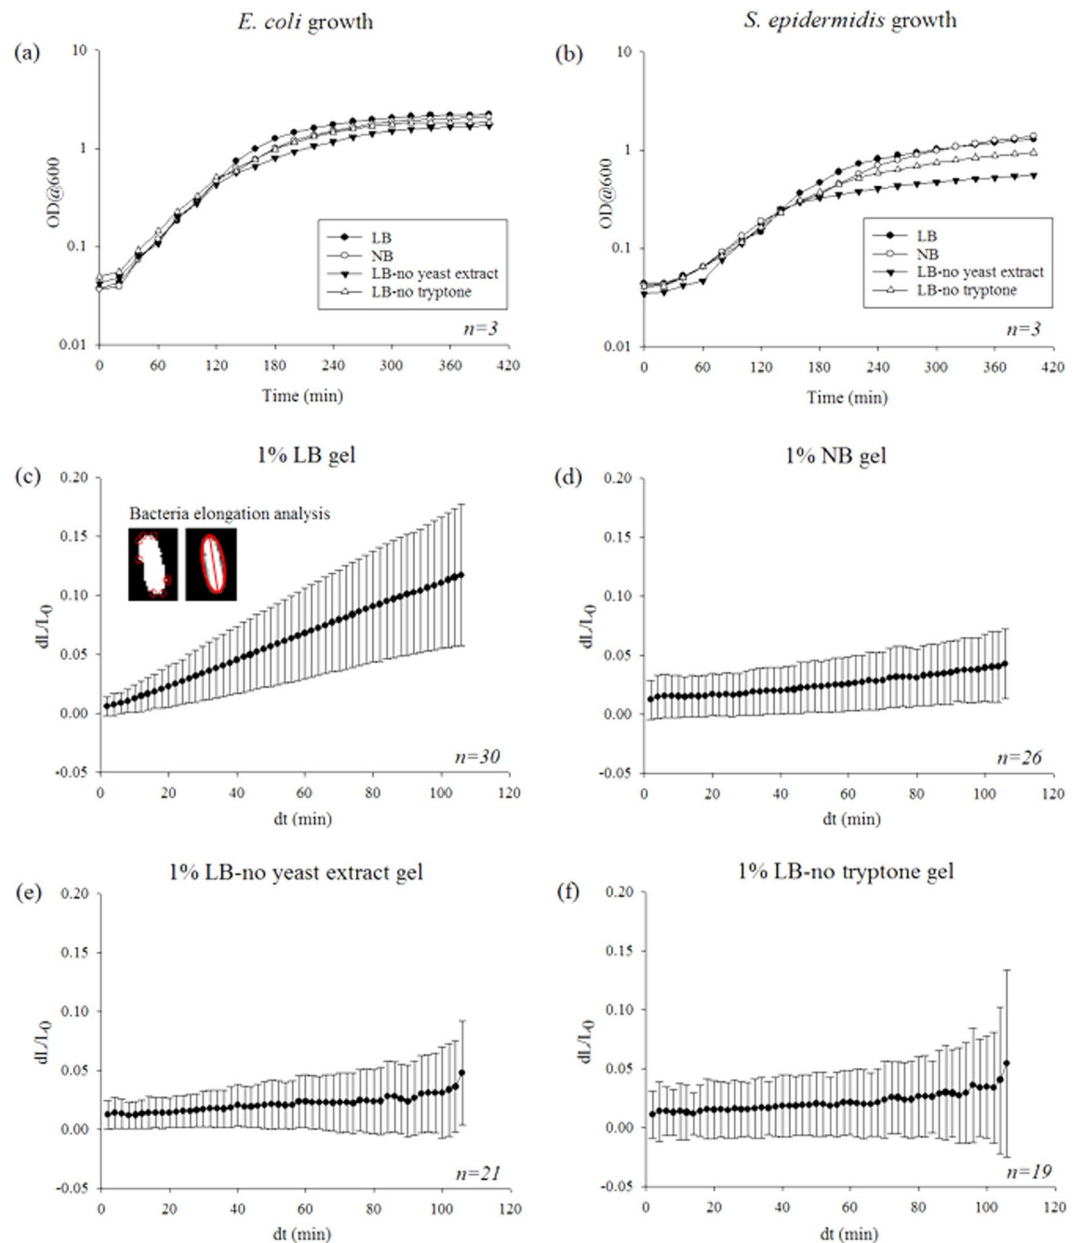 E. coli growth
S. epidermidis growth
(a)
10
1
0.1
0.01
OD@600
LB
NB
LB-no yeast extract
LB-no tryptone
n=3
0 60 120 180 240 300 360 420
Time (min)
(b)
10
1
0.1
0.01
OD@600
LB
NB
LB-no yeast extract
LB-no tryptone
n=3
0 60 120 180 240 300 360 420
Time (min)
1% LB gel
(c)
0.20
0.15
0.10
0.05
0.00
-0.05
dL/L0
Bacteria elongation analysis
n=30
0 20 40 60 80 100 120
dt (min)
1% NB gel
(d)
0.20
0.15
0.10
0.05
0.00
-0.05
dL/L0
n=26
0 20 40 60 80 100 120
dt (min)
1% LB-no yeast extract gel
(e)
0.20
0.15
0.10
0.05
0.00
-0.05
dL/L0
n=21
0 20 40 60 80 100 120
dt (min)
1% LB-no tryptone gel
(f)
0.20
0.15
0.10
0.05
0.00
-0.05
dL/L0
n=19
0 20 40 60 80 100 120
dt (min)